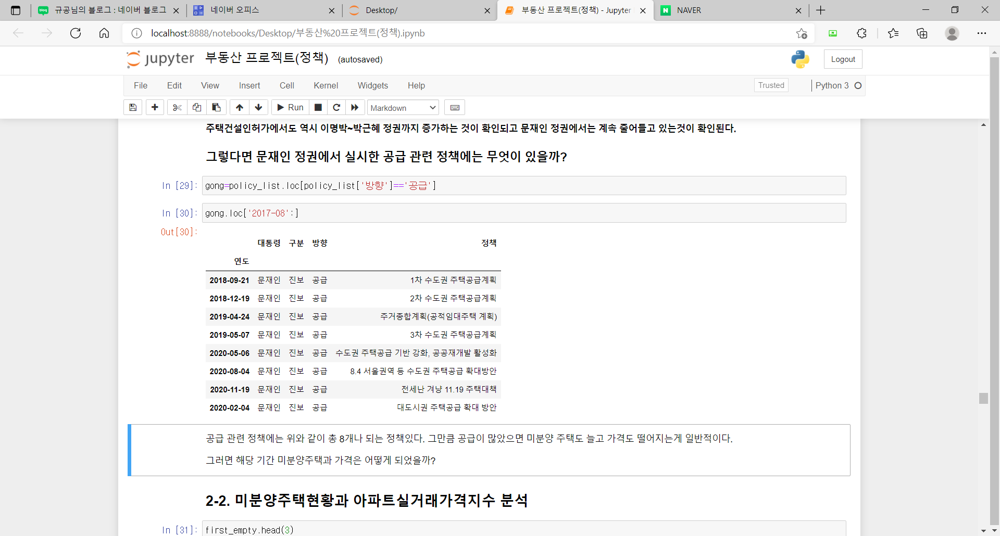 규공님의 블로그 : 네이버 블로그
네이버 오피스
Desktop/
부동산 프로젝트(정책) - Jupyter
NAVER
localhost:8888/notebooks/Desktop/부동산%20프로젝트(정책).ipynb
jupyter 부동산 프로젝트(정책) (autosaved)
Logout
File Edit View Insert Cell Kernel Widgets Help
Trusted
Python 3
Run
Markdown
주택건설인허가에서도 역시 이명박~박근혜 정권까지 증가하는 것이 확인되고 문재인 정권에서는 계속 줄어들고 있는것이 확인된다.
그렇다면 문재인 정권에서 실시한 공급 관련 정책에는 무엇이 있을까?
In [29]: gong=policy_list.loc[policy_list['방향']=='공급']
In [30]: gong.loc['2017-08':]
Out[30]:
대통령 구분 방향 정책
연도
2018-09-21 문재인 진보 공급 1차 수도권 주택공급계획
2018-12-19 문재인 진보 공급 2차 수도권 주택공급계획
2019-04-24 문재인 진보 공급 주거종합계획(공적임대주택 계획)
2019-05-07 문재인 진보 공급 3차 수도권 주택공급계획
2020-05-06 문재인 진보 공급 수도권 주택공급 기반 강화, 공공재개발 활성화
2020-08-04 문재인 진보 공급 8.4 서울권역 등 수도권 주택공급 확대방안
2020-11-19 문재인 진보 공급 전세난 겨냥 11.19 주택대책
2020-02-04 문재인 진보 공급 대도시권 주택공급 확대 방안
공급 관련 정책에는 위와 같이 총 8개나 되는 정책있다. 그만큼 공급이 많았으면 미분양 주택도 늘고 가격도 떨어지는게 일반적이다.
그러면 해당 기간 미분양주택과 가격은 어떻게 되었을까?
2-2. 미분양주택현황과 아파트실거래가격지수 분석
In [31]: first_empty.head(3)